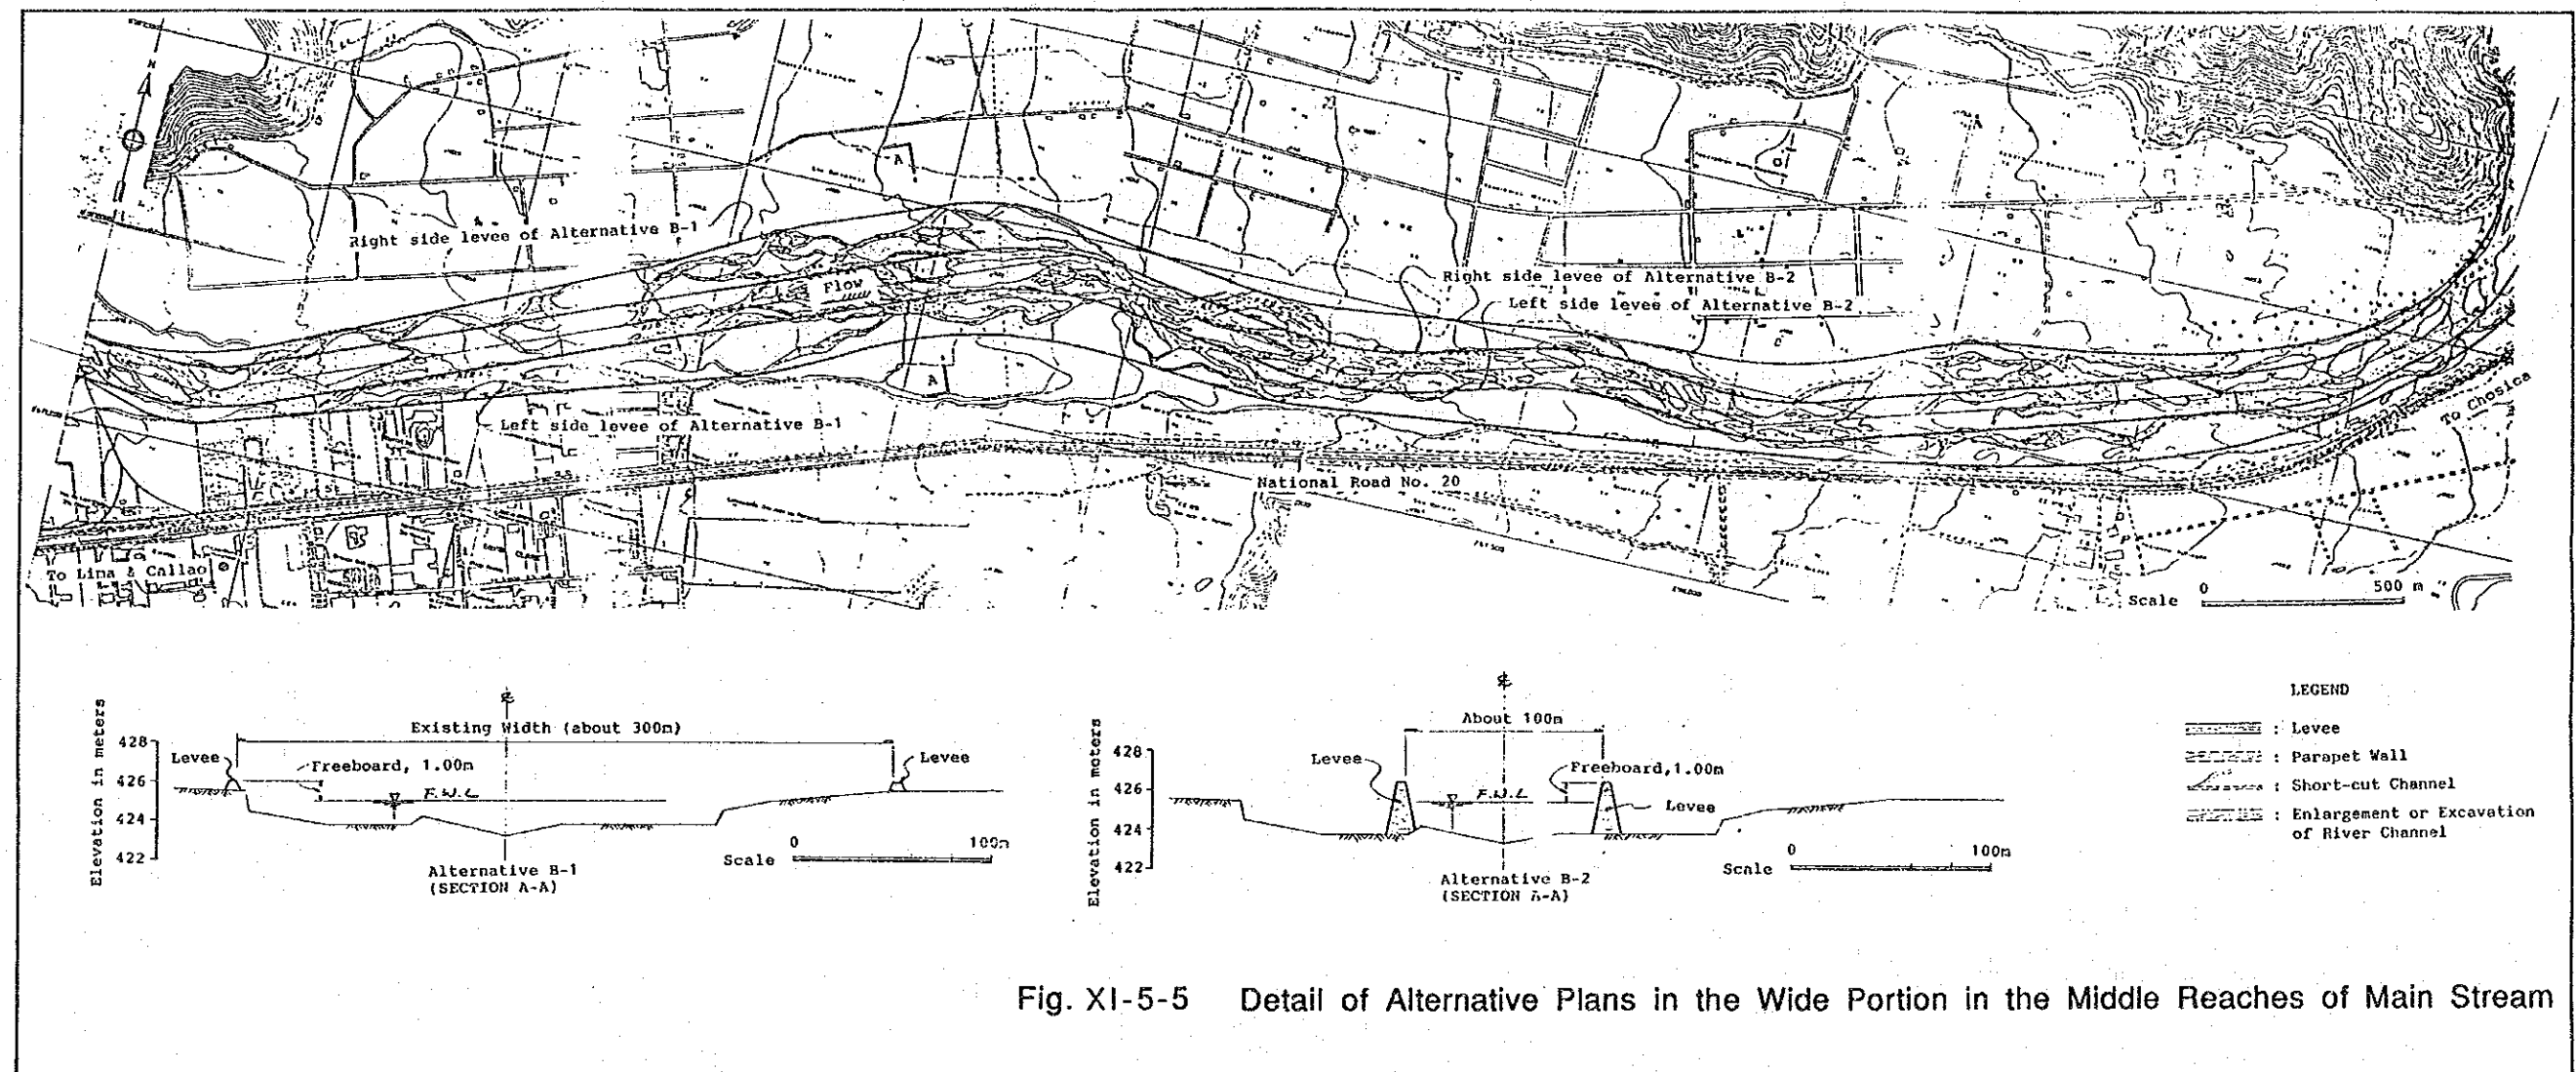 N
A
Right side levee of Alternative B-1
Flow
Right side levee of Alternative B-2
Left side levee of Alternative B-2
A
Left side levee of Alternative B-1
National Road No. 20
To Chosica
To Lima & Callao
Scale 0 500 m
Elevation in meters
428
426
424
422
Existing Width (about 300m)
Levee
Freeboard, 1.00m
F.W.L
Levee
Alternative B-1
(SECTION A-A)
Scale 0 100m
Elevation in meters
428
426
424
422
About 100m
Levee
Freeboard,1.00m
F.W.L
Levee
Alternative B-2
(SECTION A-A)
Scale 0 100m
LEGEND
: Levee
: Parapet Wall
: Short-cut Channel
: Enlargement or Excavation
of River Channel
Fig. XI-5-5 Detail of Alternative Plans in the Wide Portion in the Middle Reaches of Main Stream